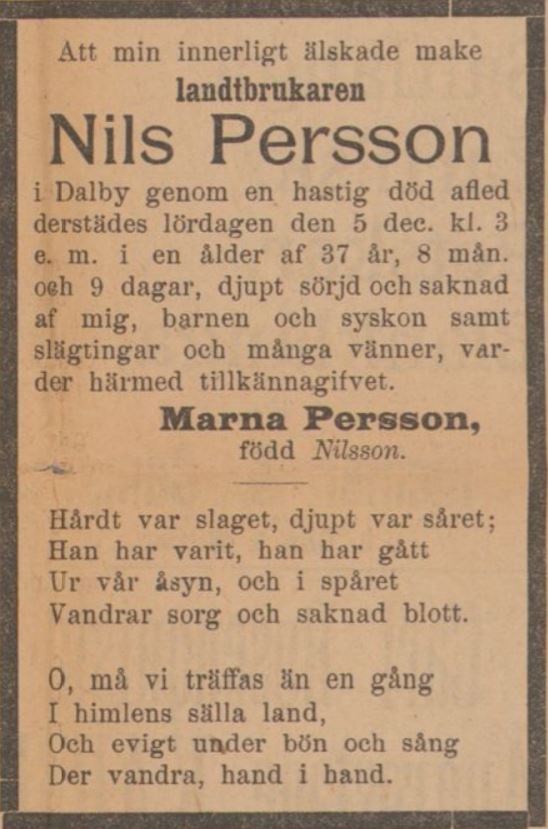 Att min innerligt älskade make
landtbrukaren
Nils Persson
i Dalby genom en hastig död afled
derstädes lördagen den 5 dec. kl. 3
e. m. i en ålder af 37 år, 8 mån.
och 9 dagar, djupt sörjd och saknad
af mig, barnen och syskon samt
slägtingar och många vänner, var-
der härmed tillkännagifvet.
Marna Persson,
född Nilsson.
Hårdt var slaget, djupt var såret;
Han har varit, han har gått
Ur vår åsyn, och i spåret
Vandrar sorg och saknad blott.
O, må vi träffas än en gång
I himlens sälla land,
Och evigt under bön och sång
Der vandra, hand i hand.